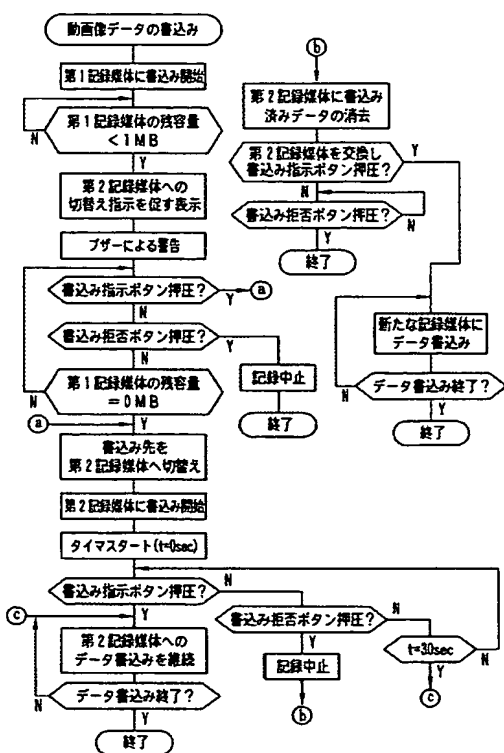 動画像データの書込み
第1記録媒体に書込み開始
第1記録媒体の残容量
<1MB
N
Y
第2記録媒体への
切替え指示を促す表示
ブザーによる警告
書込み指示ボタン押圧?
Y
a
N
書込み拒否ボタン押圧?
Y
N
記録中止
終了
第1記録媒体の残容量
=0MB
N
a
Y
書込み先を
第2記録媒体へ切替え
第2記録媒体に書込み開始
タイマスタート(t=0sec)
書込み指示ボタン押圧?
N
c
Y
書込み拒否ボタン押圧?
N
Y
記録中止
b
t=30sec
N
Y
c
第2記録媒体への
データ書込みを継続
データ書込み終了?
N
Y
終了
b
第2記録媒体に書込み
済みデータの消去
第2記録媒体を交換し
書込み指示ボタン押圧?
Y
N
書込み拒否ボタン押圧?
N
Y
終了
新たな記録媒体に
データ書込み
データ書込み終了?
N
Y
終了